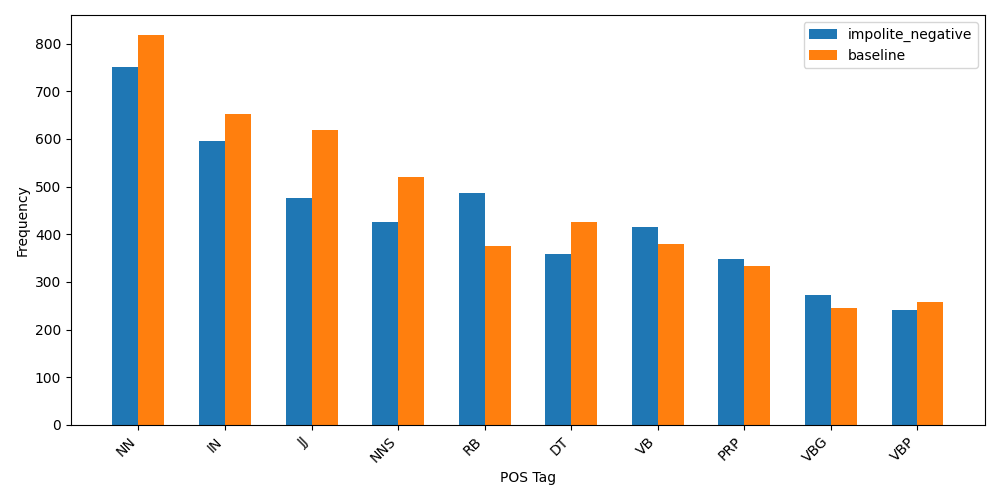 impolite_negative
baseline
800
700
600
500
400
300
200
100
0
Frequency
NN
IN
JJ
NNS
RB
DT
VB
PRP
VBG
VBP
POS Tag